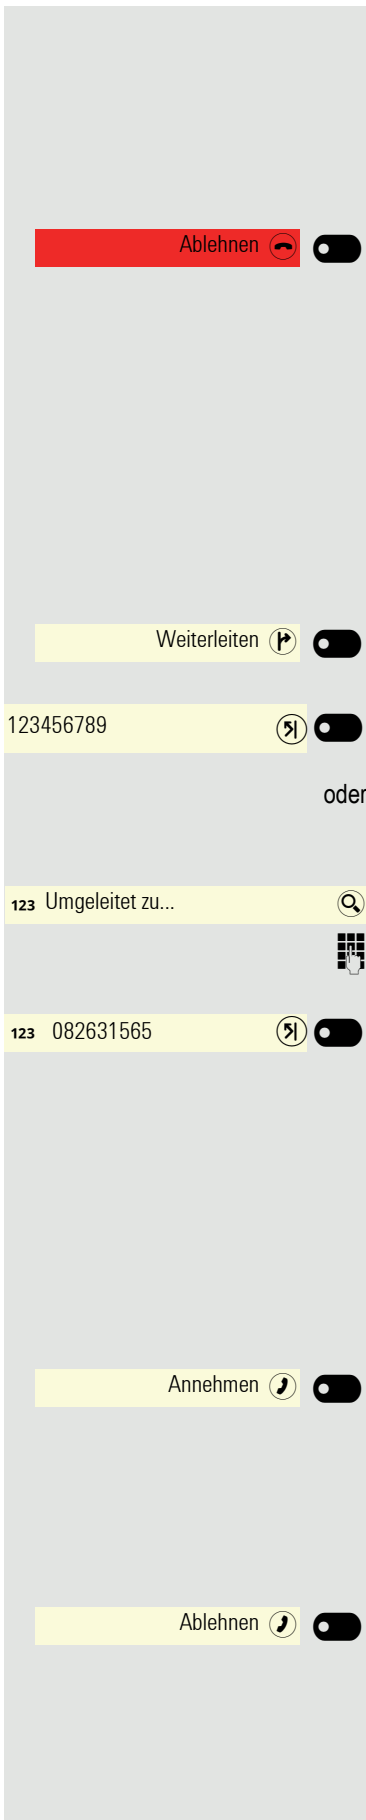 Ablehnen
Weiterleiten
123456789
oder
123 Umgeleitet zu...
123 082631565
Annehmen
Ablehnen